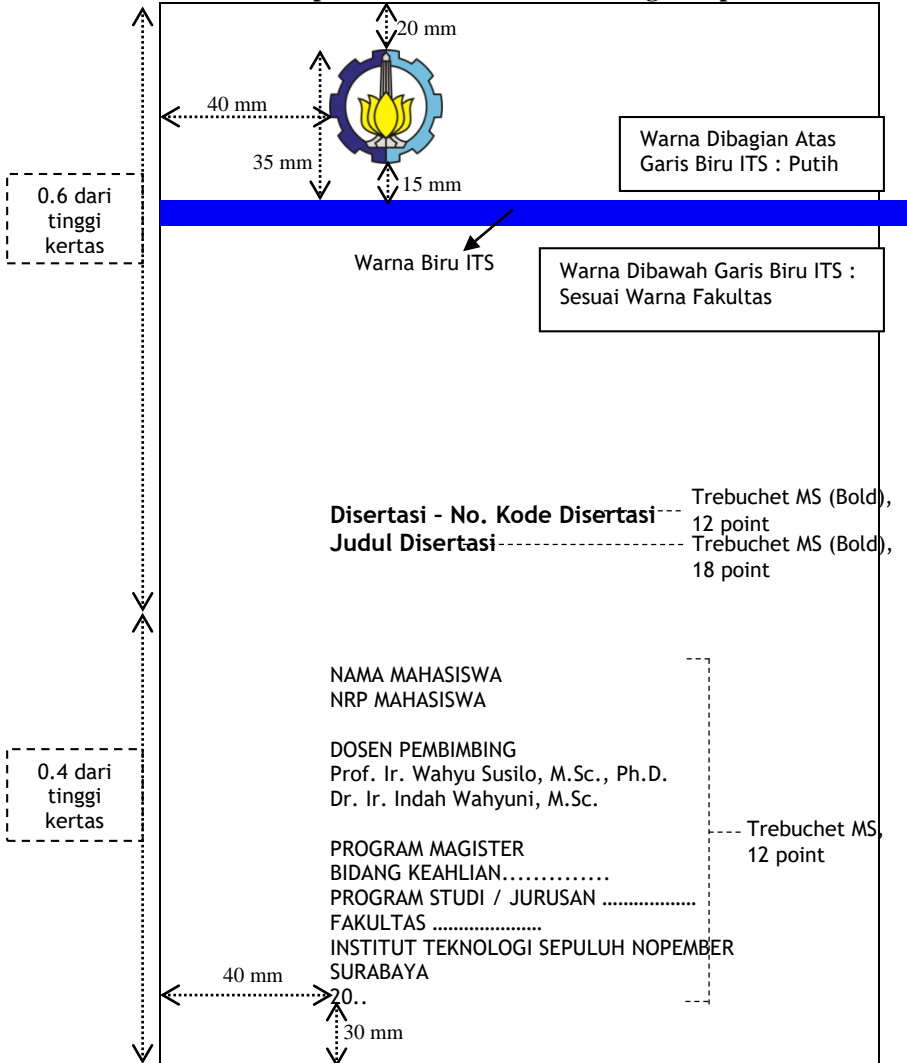 20 mm
40 mm
35 mm
15 mm
Warna Dibagian Atas
Garis Biru ITS : Putih
0.6 dari
tinggi
kertas
Warna Biru ITS
Warna Dibawah Garis Biru ITS :
Sesuai Warna Fakultas
Disertasi – No. Kode Disertasi
Trebuchet MS (Bold),
12 point
Judul Disertasi
Trebuchet MS (Bold),
18 point
NAMA MAHASISWA
NRP MAHASISWA
DOSEN PEMBIMBING
Prof. Ir. Wahyu Susilo, M.Sc., Ph.D.
Dr. Ir. Indah Wahyuni, M.Sc.
0.4 dari
tinggi
kertas
Trebuchet MS,
12 point
PROGRAM MAGISTER
BIDANG KEAHLIAN..............
PROGRAM STUDI / JURUSAN ..................
FAKULTAS .....................
INSTITUT TEKNOLOGI SEPULUH NOPEMBER
SURABAYA
20..
40 mm
30 mm